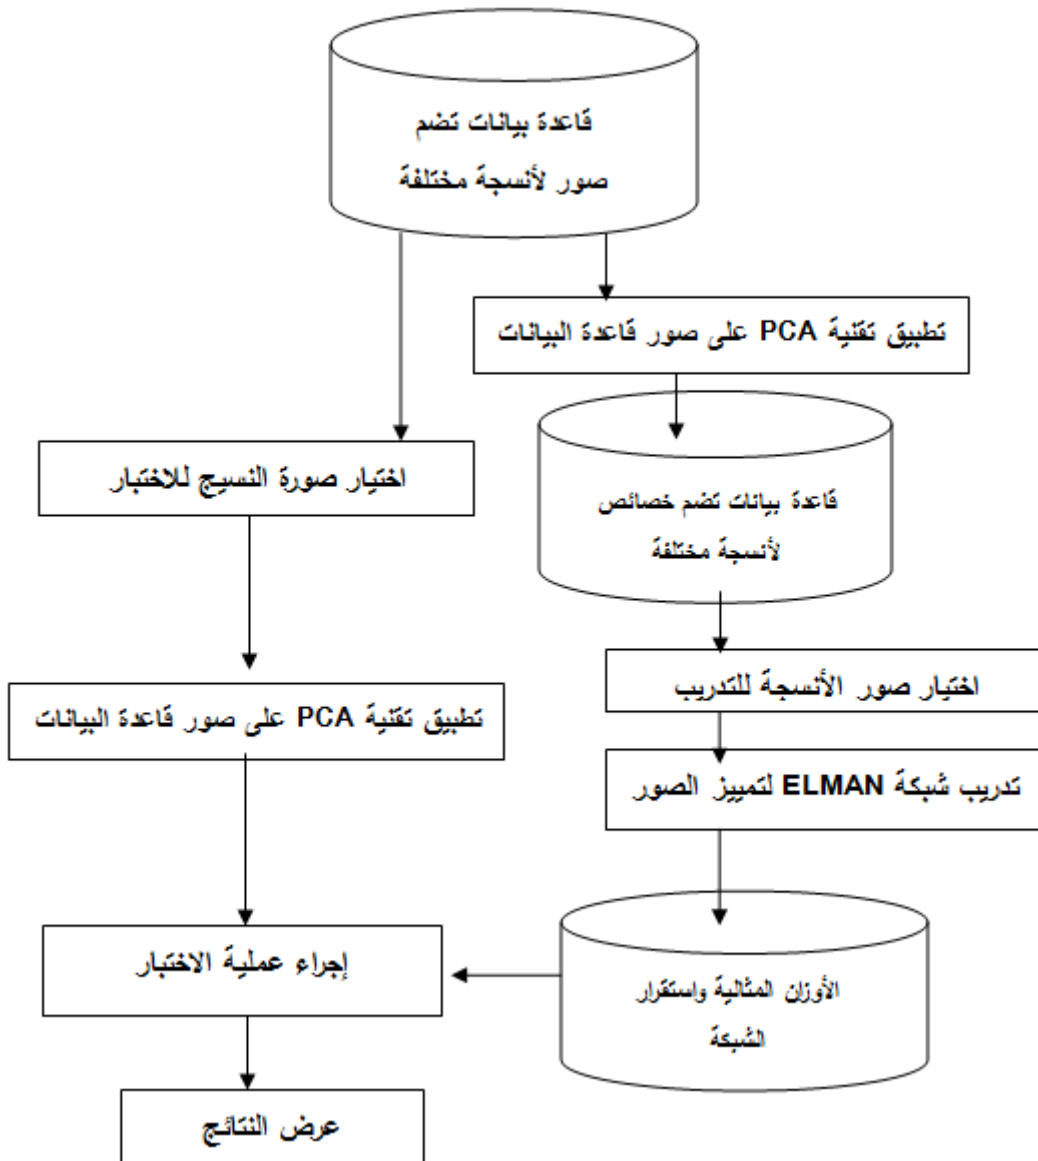 قاعدة بيانات تضم
صور لأنسجة مختلفة
تطبيق تقنية PCA على صور قاعدة البيانات
اختيار صورة النسيج للاختبار
قاعدة بيانات تضم خصائص
لأنسجة مختلفة
اختيار صور الأنسجة للتدريب
تطبيق تقنية PCA على صور قاعدة البيانات
تدريب شبكة ELMAN لتمييز الصور
إجراء عملية الاختبار
الأوزان المثالية واستقرار
الشبكة
عرض النتائج